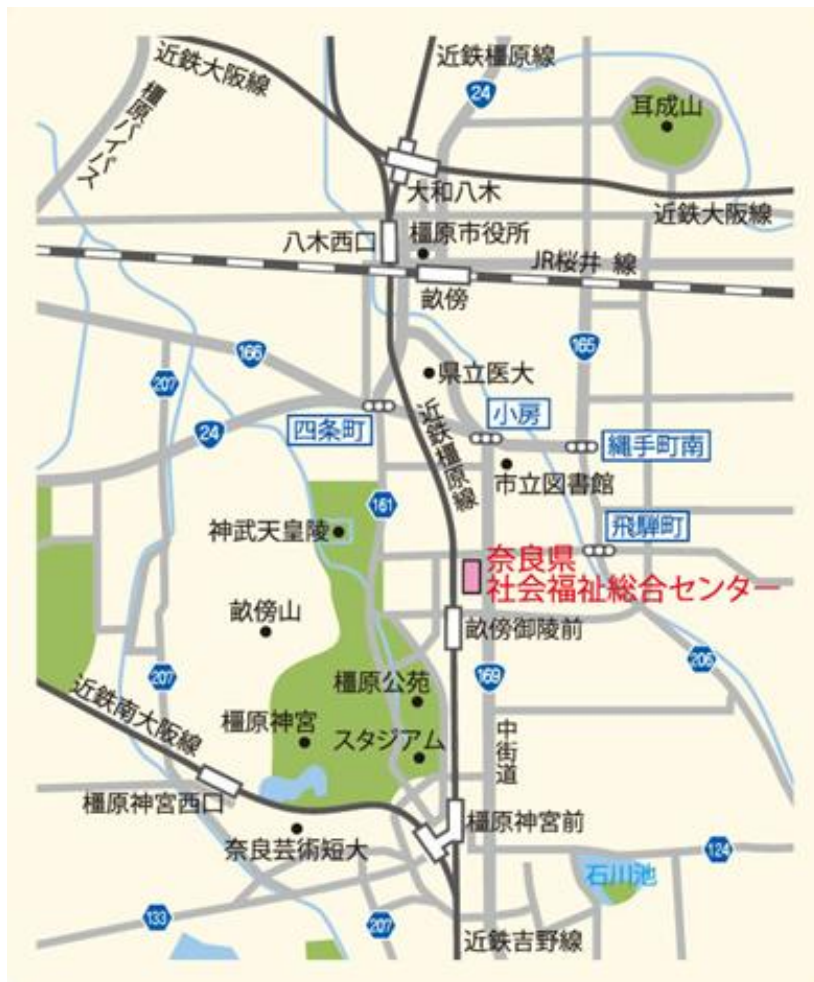 近鉄大阪線
近鉄橿原線
橿原バイパス
24
耳成山
大和八木
近鉄大阪線
八木西口
橿原市役所
JR桜井 線
畝傍
166
165
207
県立医大
四条町
24
近鉄橿原線
小房
縄手町南
市立図書館
161
神武天皇陵
飛騨町
奈良県
社会福祉総合センター
畝傍山
畝傍御陵前
207
169
206
橿原公苑
近鉄南大阪線
橿原神宮
スタジアム
中街道
橿原神宮西口
橿原神宮前
奈良芸術短大
124
石川池
133
207
近鉄吉野線